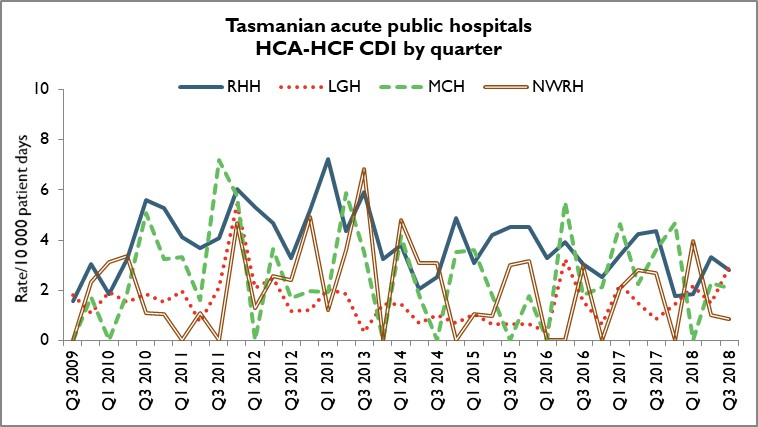 Tasmanian acute public hospitals
HCA-HCF CDI by quarter
RHH LGH MCH NWRH
Rate/10 000 patient days
10
8
6
4
2
0
Q3 2009
Q1 2010
Q3 2010
Q1 2011
Q3 2011
Q1 2012
Q3 2012
Q1 2013
Q3 2013
Q1 2014
Q3 2014
Q1 2015
Q3 2015
Q1 2016
Q3 2016
Q1 2017
Q3 2017
Q1 2018
Q3 2018